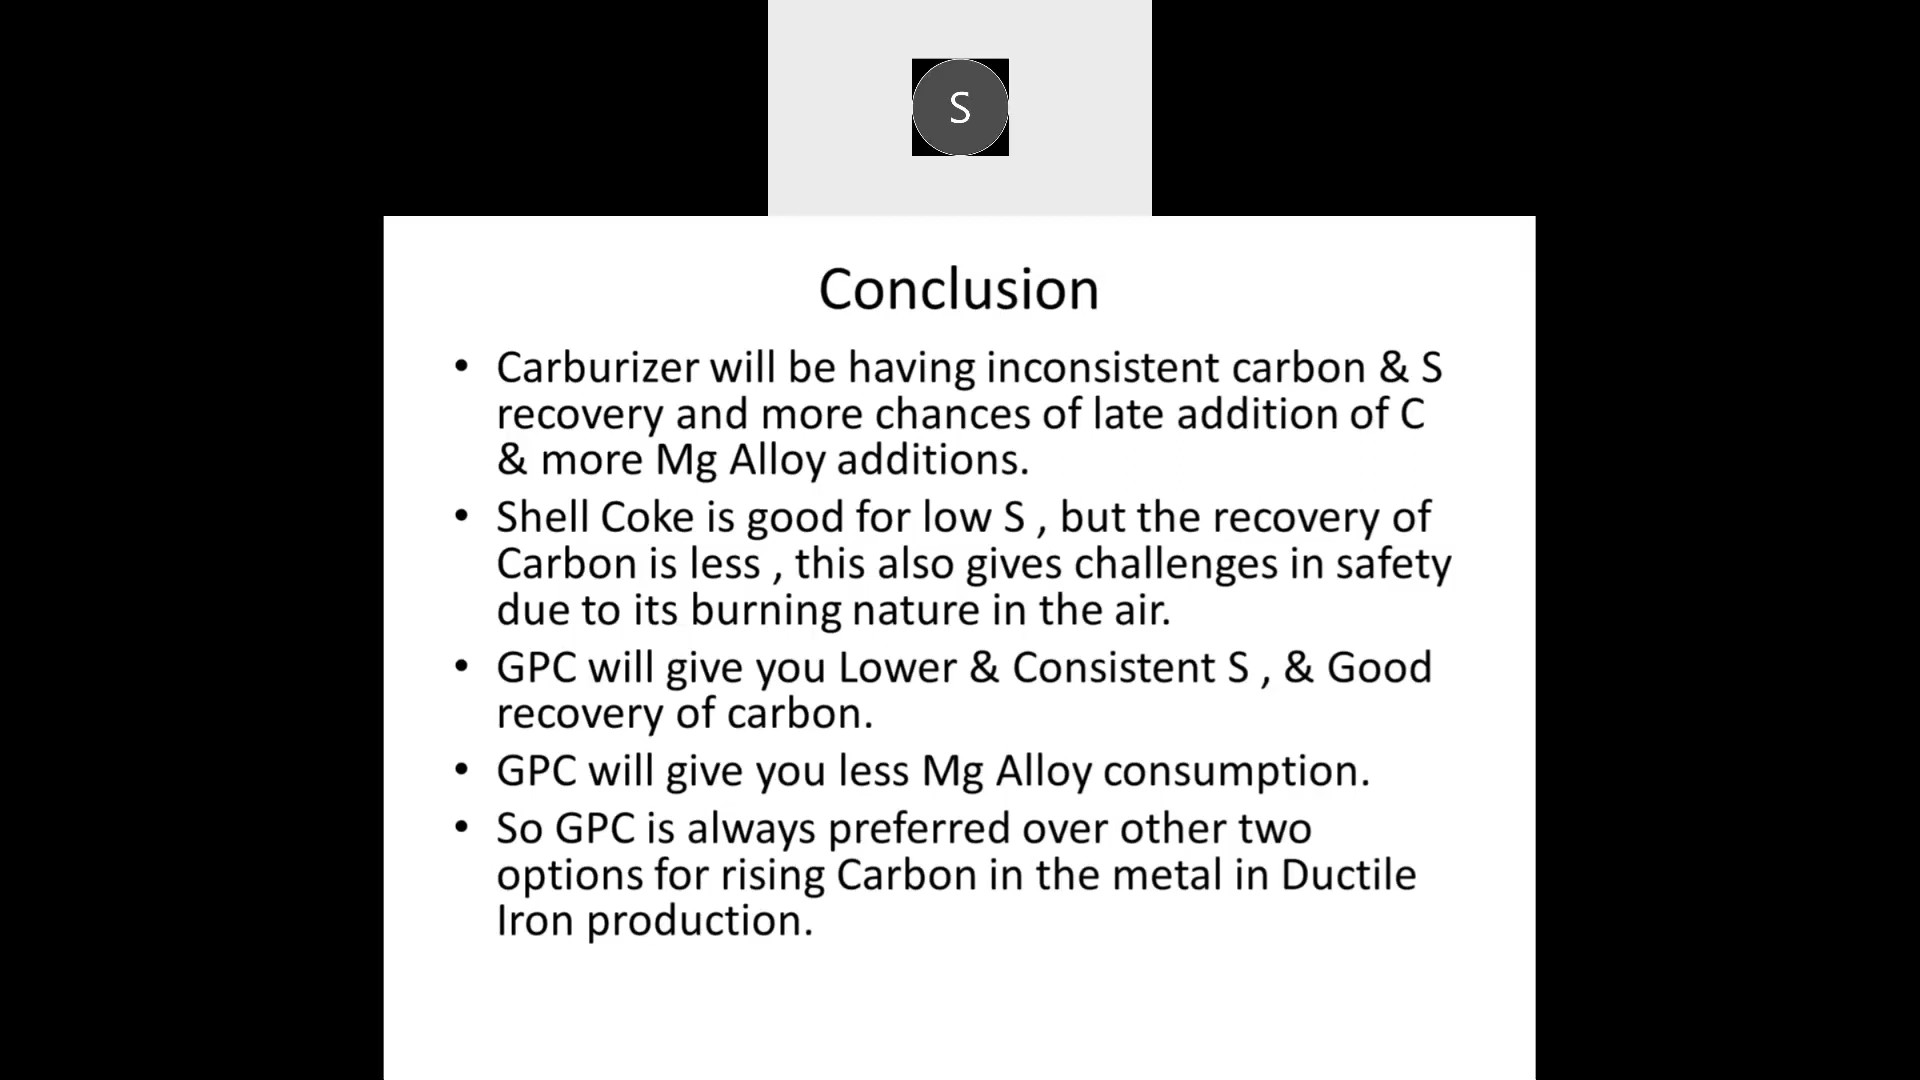 S
Conclusion
• Carburizer will be having inconsistent carbon & S
recovery and more chances of late addition of C
& more Mg Alloy additions.
• Shell Coke is good for low S , but the recovery of
Carbon is less , this also gives challenges in safety
due to its burning nature in the air.
• GPC will give you Lower & Consistent S , & Good
recovery of carbon.
• GPC will give you less Mg Alloy consumption.
• So GPC is always preferred over other two
options for rising Carbon in the metal in Ductile
Iron production.